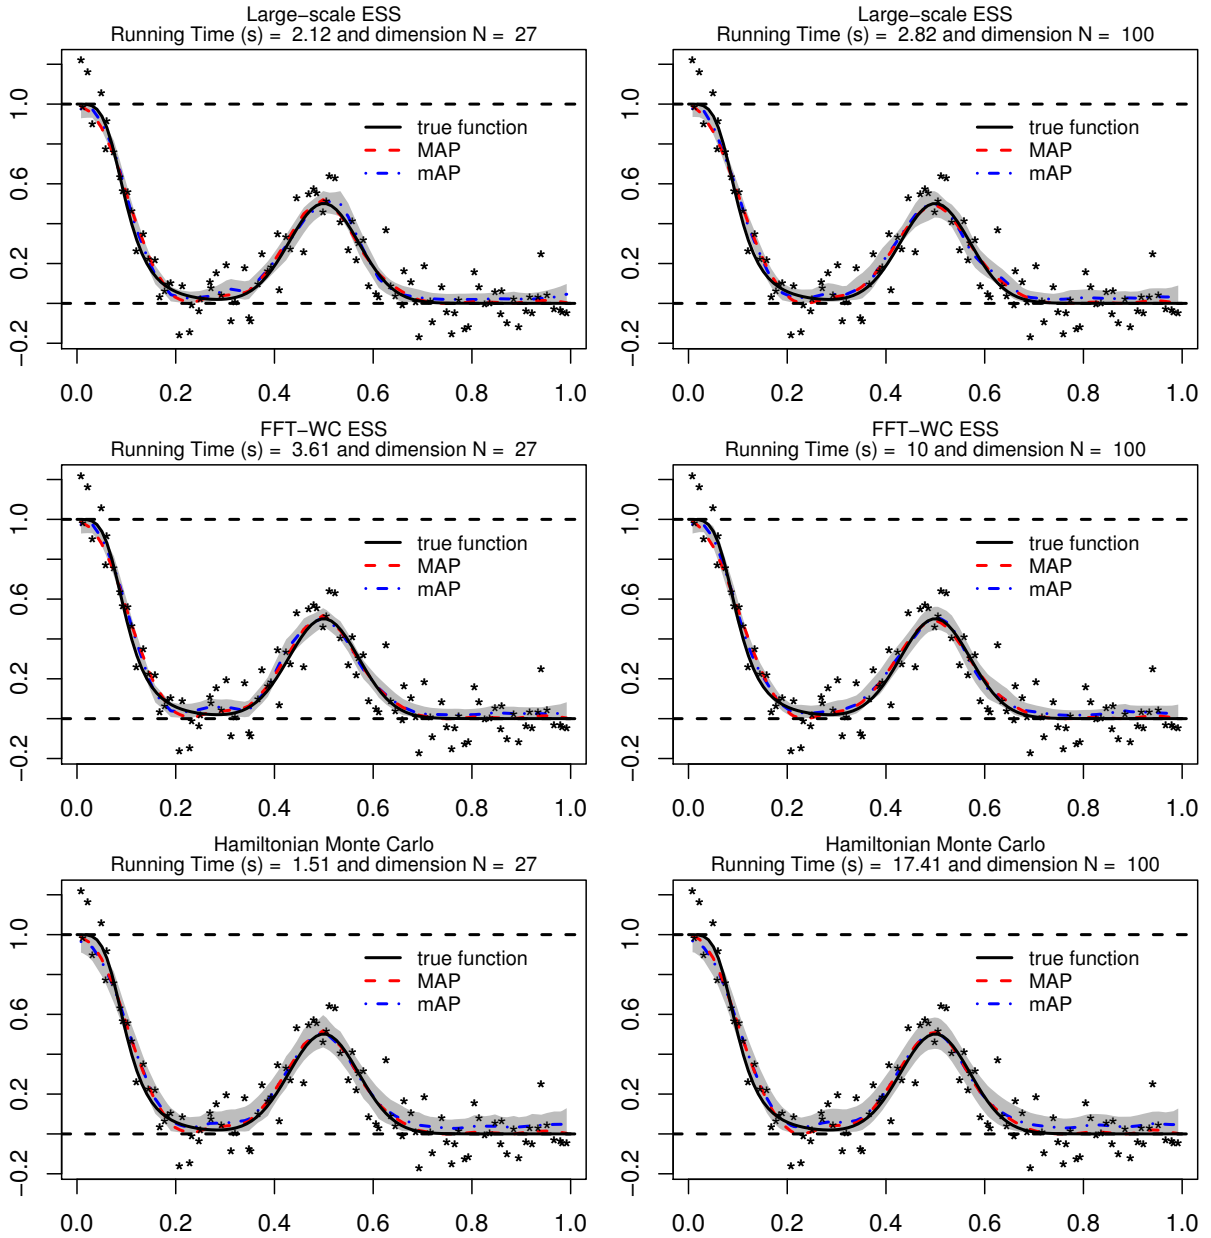 Large−scale ESS
Running Time (s) = 2.12 and dimension N = 27
true function
MAP
mAP
1.0
0.6
0.2
−0.2
0.0 0.2 0.4 0.6 0.8 1.0
Large−scale ESS
Running Time (s) = 2.82 and dimension N = 100
true function
MAP
mAP
1.0
0.6
0.2
−0.2
0.0 0.2 0.4 0.6 0.8 1.0
FFT−WC ESS
Running Time (s) = 3.61 and dimension N = 27
true function
MAP
mAP
1.0
0.6
0.2
−0.2
0.0 0.2 0.4 0.6 0.8 1.0
FFT−WC ESS
Running Time (s) = 10 and dimension N = 100
true function
MAP
mAP
1.0
0.6
0.2
−0.2
0.0 0.2 0.4 0.6 0.8 1.0
Hamiltonian Monte Carlo
Running Time (s) = 1.51 and dimension N = 27
true function
MAP
mAP
1.0
0.6
0.2
−0.2
0.0 0.2 0.4 0.6 0.8 1.0
Hamiltonian Monte Carlo
Running Time (s) = 17.41 and dimension N = 100
true function
MAP
mAP
1.0
0.6
0.2
−0.2
0.0 0.2 0.4 0.6 0.8 1.0